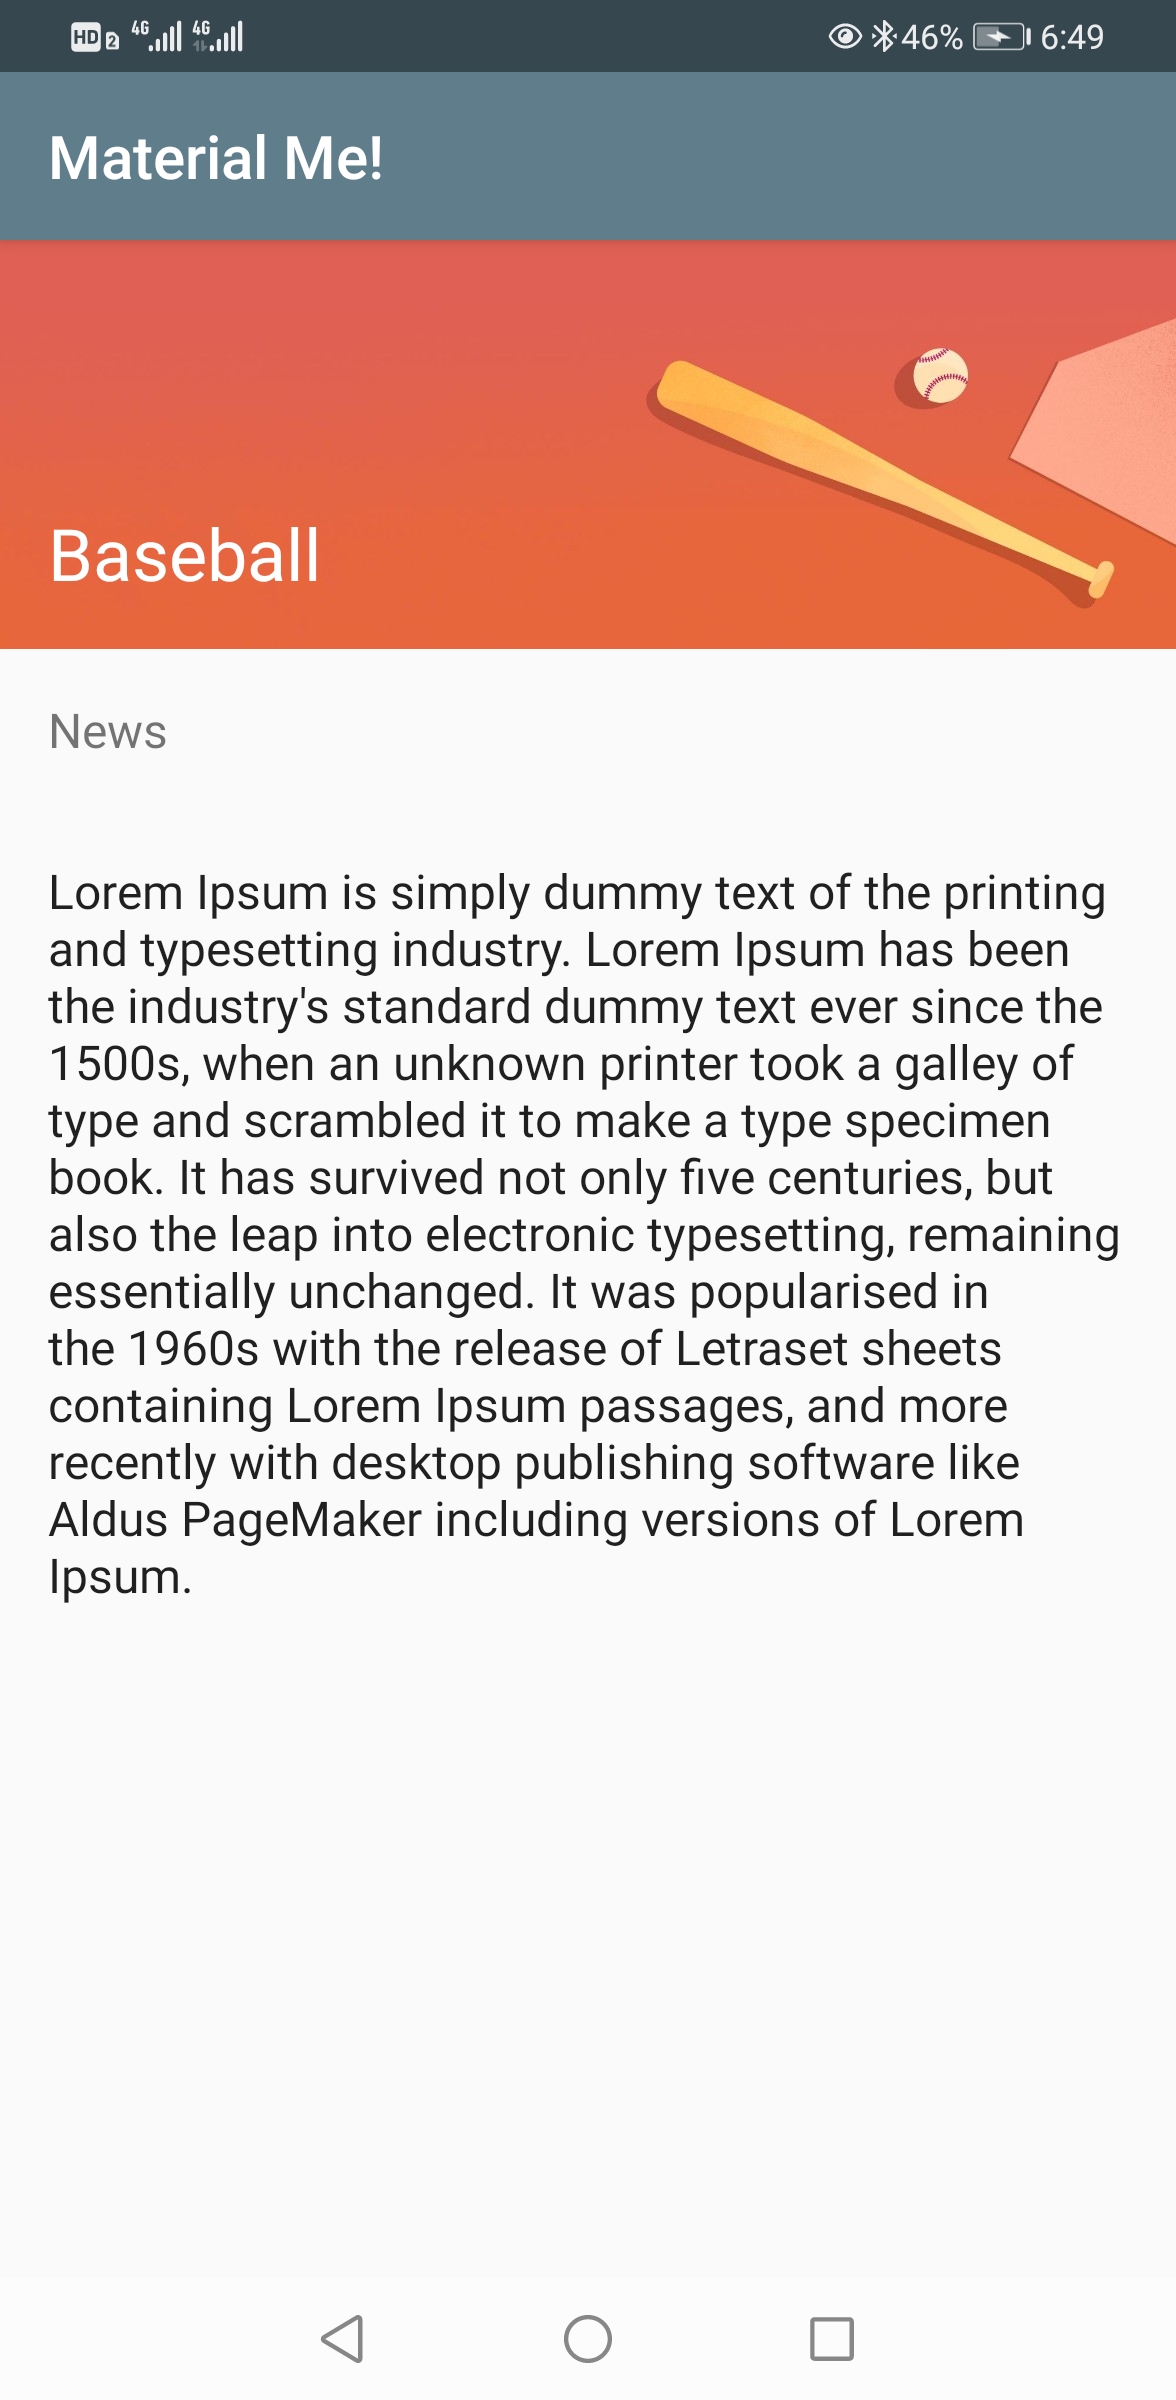 HD 2 4G 4G 46% 6:49
Material Me!
Baseball
News
Lorem Ipsum is simply dummy text of the printing
and typesetting industry. Lorem Ipsum has been
the industry's standard dummy text ever since the
1500s, when an unknown printer took a galley of
type and scrambled it to make a type specimen
book. It has survived not only five centuries, but
also the leap into electronic typesetting, remaining
essentially unchanged. It was popularised in
the 1960s with the release of Letraset sheets
containing Lorem Ipsum passages, and more
recently with desktop publishing software like
Aldus PageMaker including versions of Lorem
Ipsum.